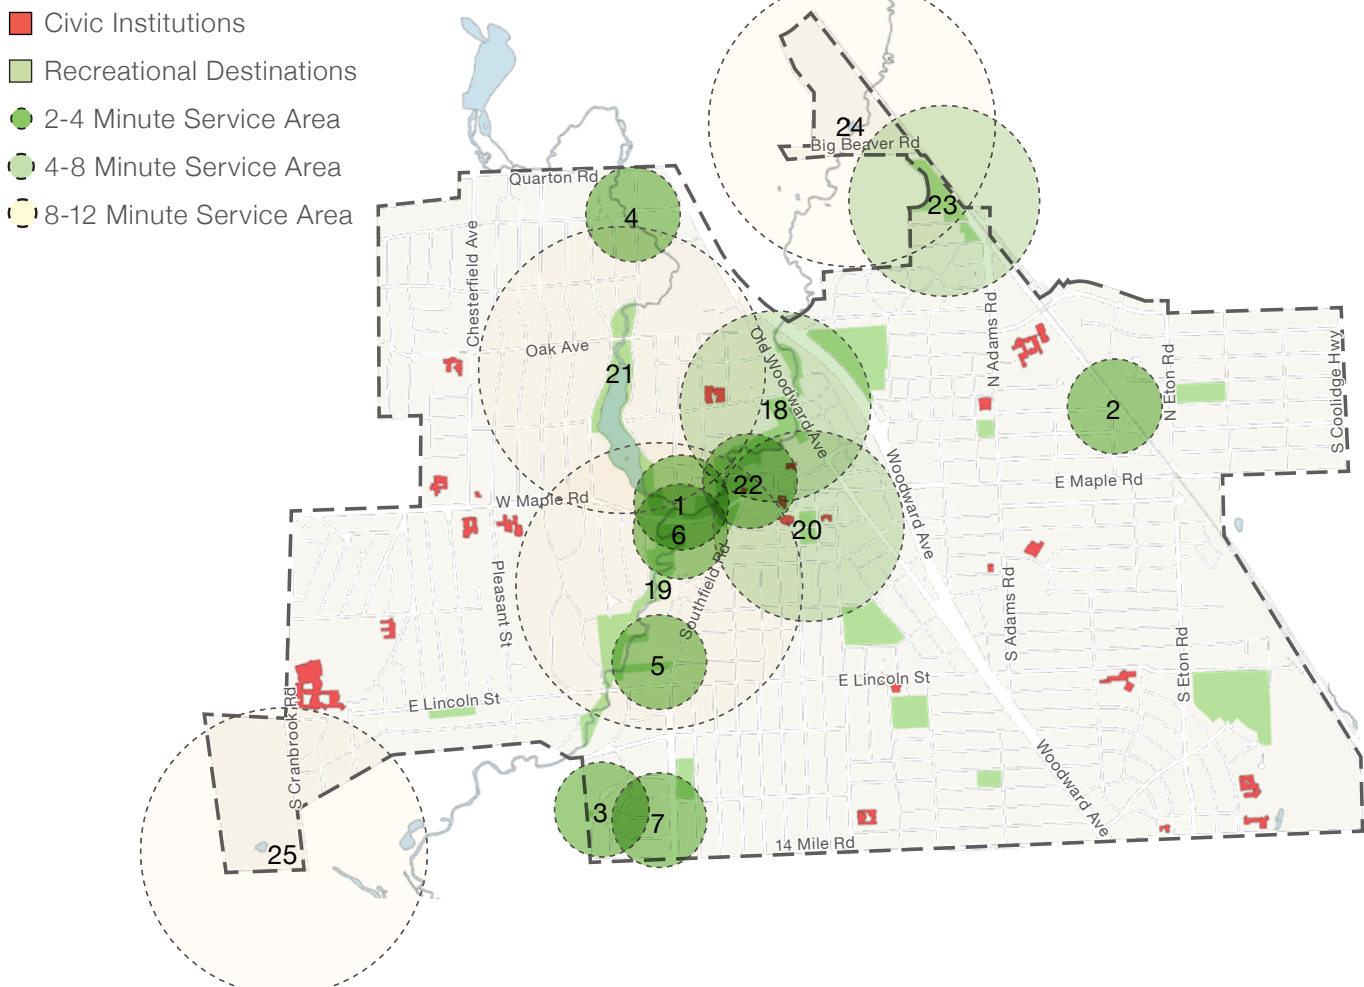 Civic Institutions
Recreational Destinations
2-4 Minute Service Area
4-8 Minute Service Area
8-12 Minute Service Area
24
Big Beaver Rd
Quarton Rd
23
4
Chesterfield Ave
N Adams Rd
Oak Ave
Old Woodward Ave
N Eton Rd
S Coolidge Hwy
21
18
2
22
E Maple Rd
W Maple Rd
1
Woodward Ave
20
6
Southfield Rd
19
Pleasant St
S Adams Rd
5
S Eton Rd
E Lincoln St
E Lincoln St
S Cranbrook Rd
Woodward Ave
3
7
14 Mile Rd
25